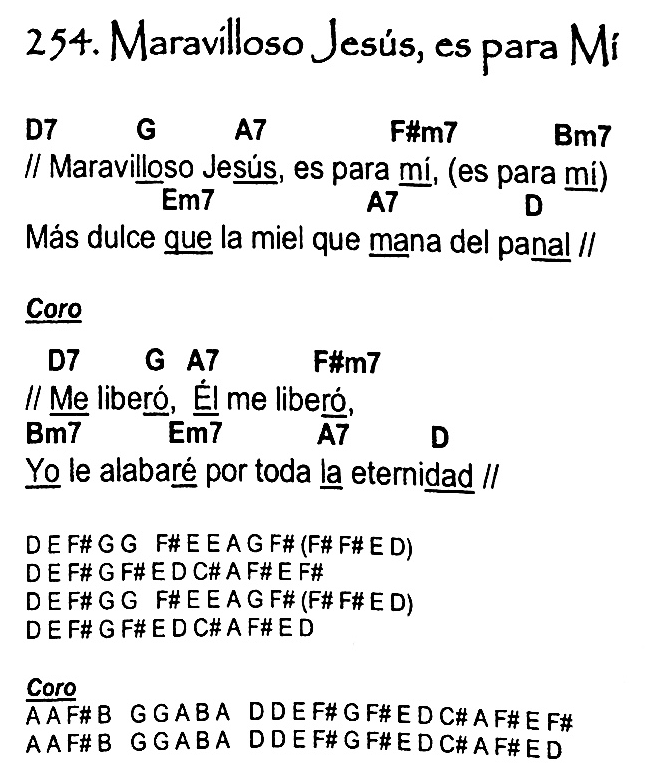 254. Maravilloso Jesús, es para Mí
D7 G A7 F#m7 Bm7
// Maravilloso Jesús, es para mí, (es para mí)
Em7 A7 D
Más dulce que la miel que mana del panal //
Coro
D7 G A7 F#m7
// Me liberó, Él me liberó,
Bm7 Em7 A7 D
Yo le alabaré por toda la eternidad //
D E F# G G F# E E A G F# (F# F# E D)
D E F# G F# E D C# A F# E F#
D E F# G G F# E E A G F# (F# F# E D)
D E F# G F# E D C# A F# E D
Coro
A A F# B G G A B A D D E F# G F# E D C# A F# E F#
A A F# B G G A B A D D E F# G F# E D C# A F# E D